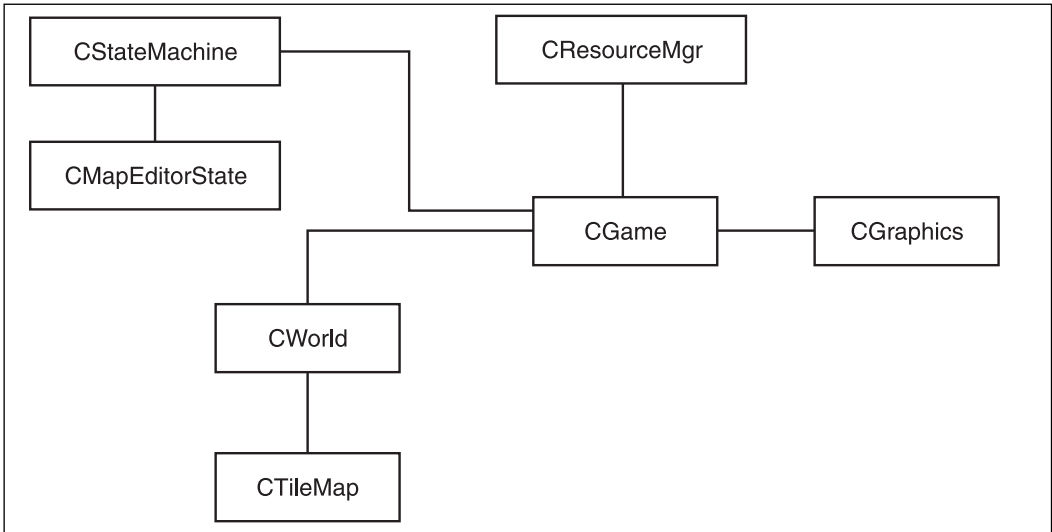 CStateMachine
CResourceMgr
CMapEditorState
CGame
CGraphics
CWorld
CTileMap